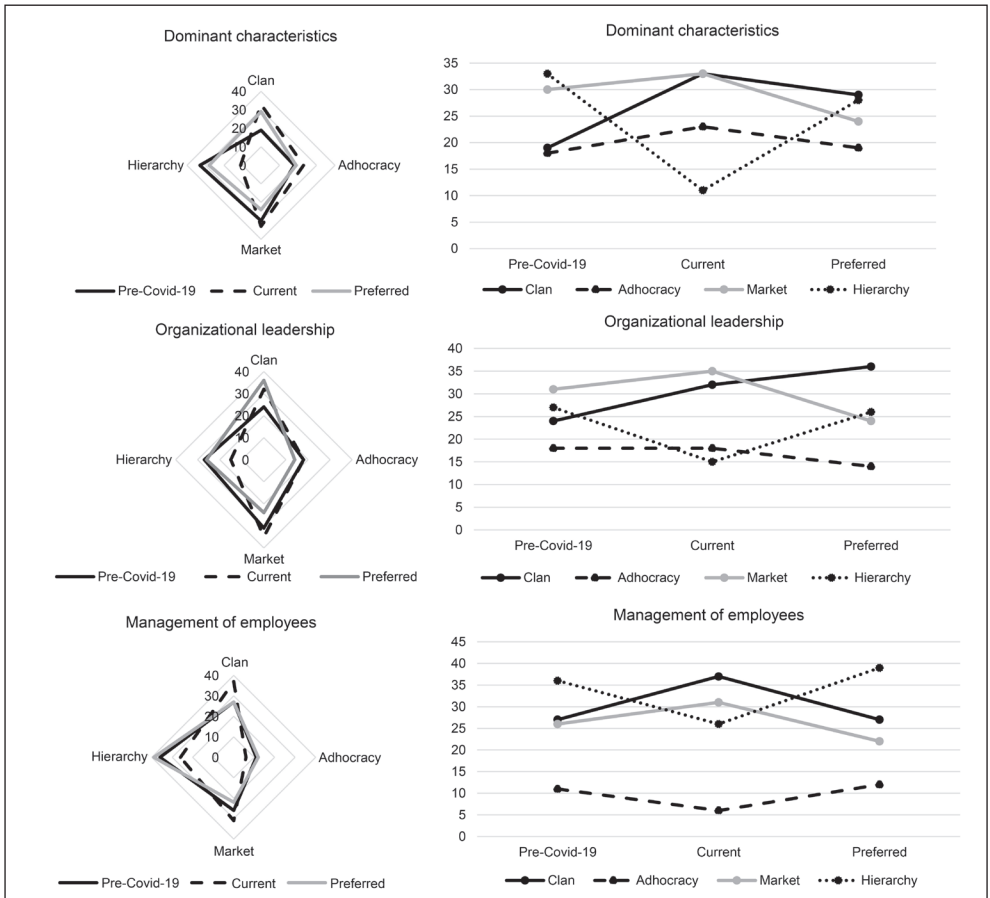 Dominant characteristics
Clan
40
30
20
10
0
Hierarchy
Adhocracy
Market
Pre-Covid-19 Current Preferred
Dominant characteristics
35
30
25
20
15
10
5
0
Pre-Covid-19 Current Preferred
Clan Adhocracy Market Hierarchy
Organizational leadership
Clan
40
30
20
10
0
Hierarchy
Adhocracy
Market
Pre-Covid-19 Current Preferred
Organizational leadership
40
35
30
25
20
15
10
5
0
Pre-Covid-19 Current Preferred
Clan Adhocracy Market Hierarchy
Management of employees
Clan
40
30
20
10
0
Hierarchy
Adhocracy
Market
Pre-Covid-19 Current Preferred
Management of employees
45
40
35
30
25
20
15
10
5
0
Pre-Covid-19 Current Preferred
Clan Adhocracy Market Hierarchy